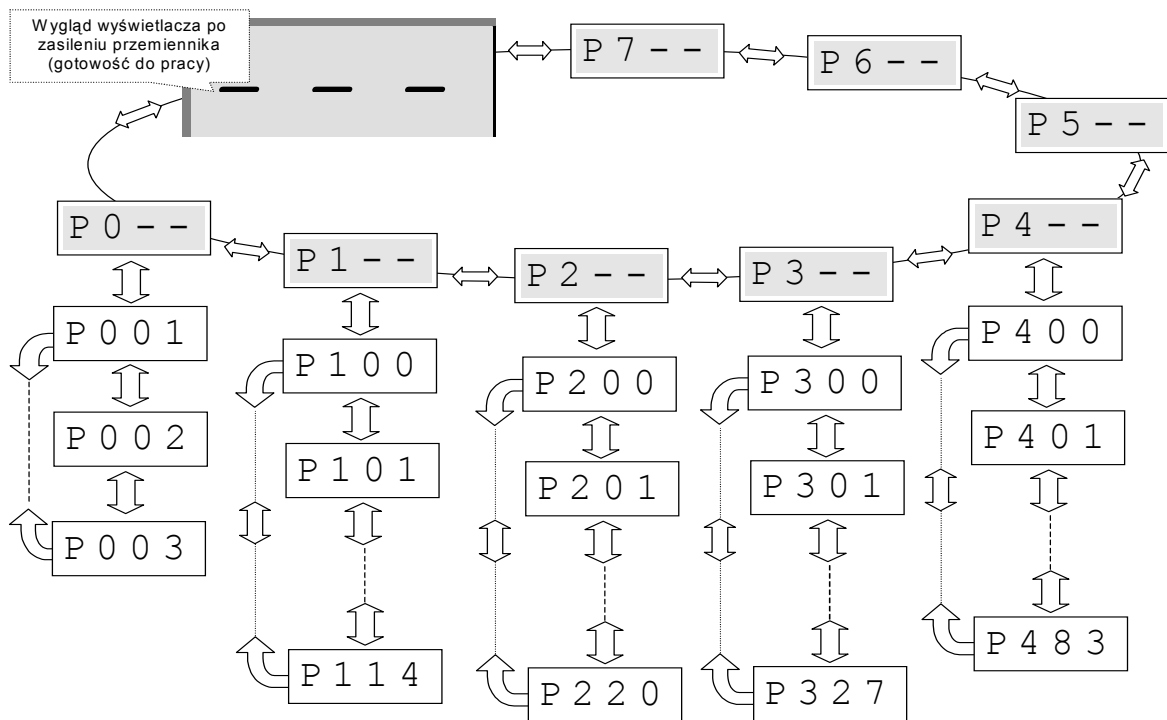 Wygląd wyświetlacza po
zasileniu przemiennika
(gotowość do pracy)
– – –
P 7 - -
P 6 - -
P 5 - -
P 0 - -
P 1 - -
P 2 - -
P 3 - -
P 4 - -
P 0 0 1
P 0 0 2
P 0 0 3
P 1 0 0
P 1 0 1
P 1 1 4
P 2 0 0
P 2 0 1
P 2 2 0
P 3 0 0
P 3 0 1
P 3 2 7
P 4 0 0
P 4 0 1
P 4 8 3